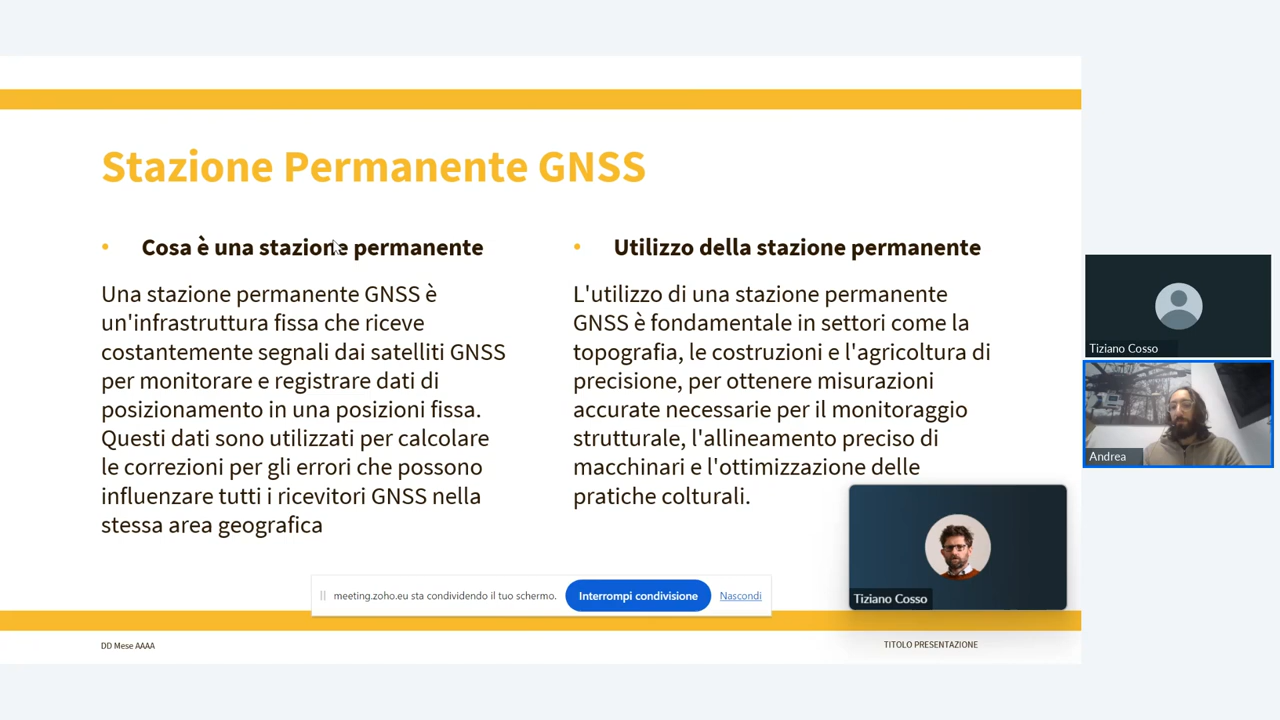 Stazione Permanente GNSS
• Cosa è una stazione permanente
Una stazione permanente GNSS è
un'infrastruttura fissa che riceve
costantemente segnali dai satelliti GNSS
per monitorare e registrare dati di
posizionamento in una posizioni fissa.
Questi dati sono utilizzati per calcolare
le correzioni per gli errori che possono
influenzare tutti i ricevitori GNSS nella
stessa area geografica
• Utilizzo della stazione permanente
L'utilizzo di una stazione permanente
GNSS è fondamentale in settori come la
topografia, le costruzioni e l'agricoltura di
precisione, per ottenere misurazioni
accurate necessarie per il monitoraggio
strutturale, l'allineamento preciso di
macchinari e l'ottimizzazione delle
pratiche colturali.
Tiziano Cosso
Andrea
Tiziano Cosso
meeting.zoho.eu sta condividendo il tuo schermo.
Interrompi condivisione
Nascondi
DD Mese AAAA
TITOLO PRESENTAZIONE